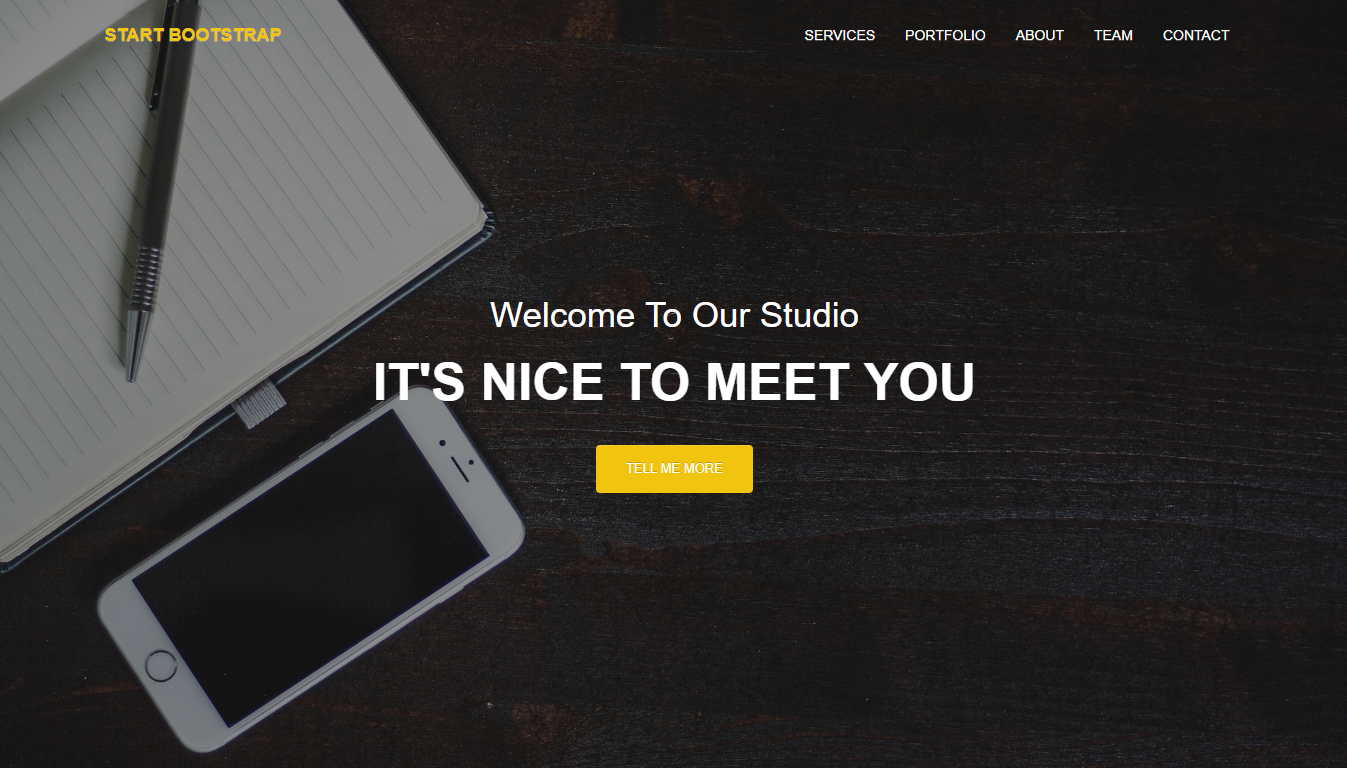 START BOOTSTRAP
SERVICES PORTFOLIO ABOUT TEAM CONTACT
Welcome To Our Studio
IT'S NICE TO MEET YOU
TELL ME MORE